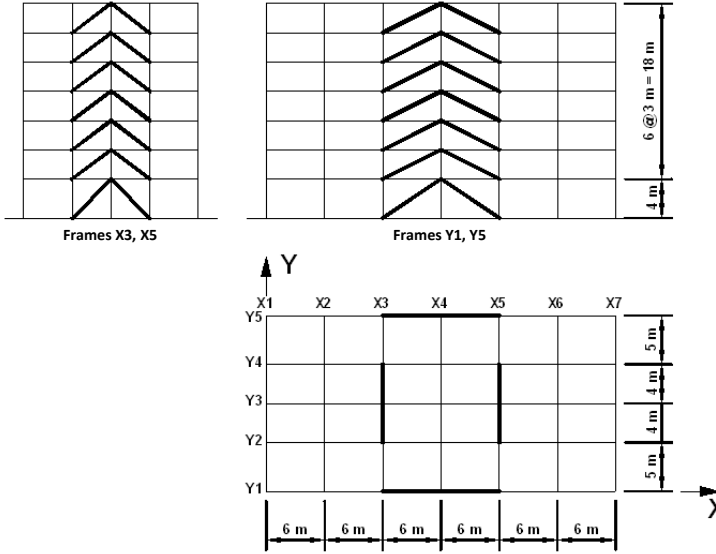 6 @ 3 m = 18 m
4 m
Frames X3, X5
Frames Y1, Y5
Y
X1 X2 X3 X4 X5 X6 X7
Y5
5 m
Y4
4 m
Y3
4 m
Y2
5 m
Y1
X
6 m 6 m 6 m 6 m 6 m 6 m